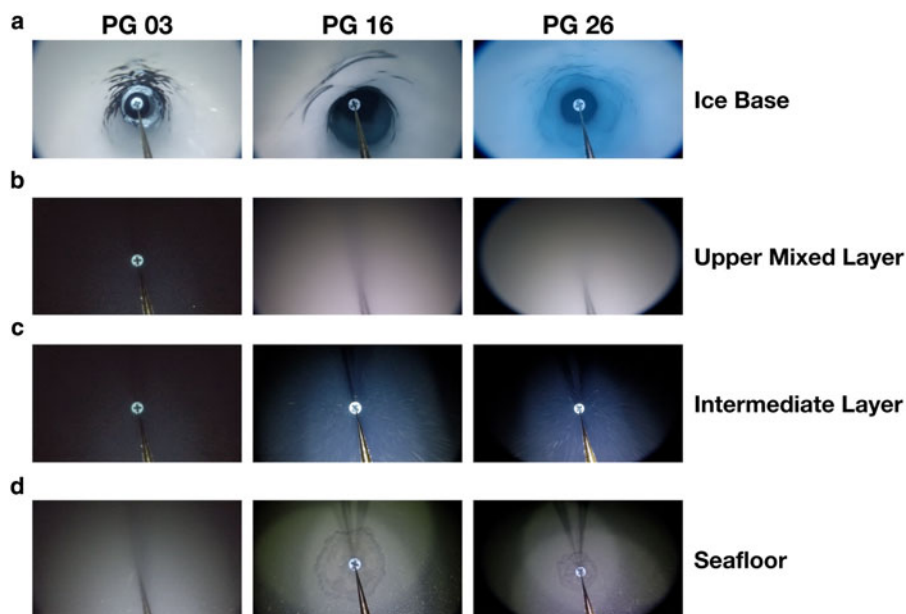 a PG 03 PG 16 PG 26
Ice Base
b
Upper Mixed Layer
c
Intermediate Layer
d
Seafloor